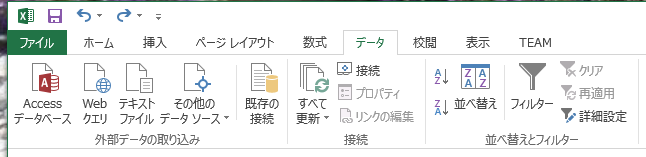 ファイル ホーム 挿入 ページ レイアウト 数式 データ 校閲 表示 TEAM
Access
データベース
Web
クエリ
テキスト
ファイル
その他の
データ ソース
既存の
接続
外部データの取り込み
すべて
更新
接続
プロパティ
リンクの編集
接続
並べ替え
フィルター
クリア
再適用
詳細設定
並べ替えとフィルター